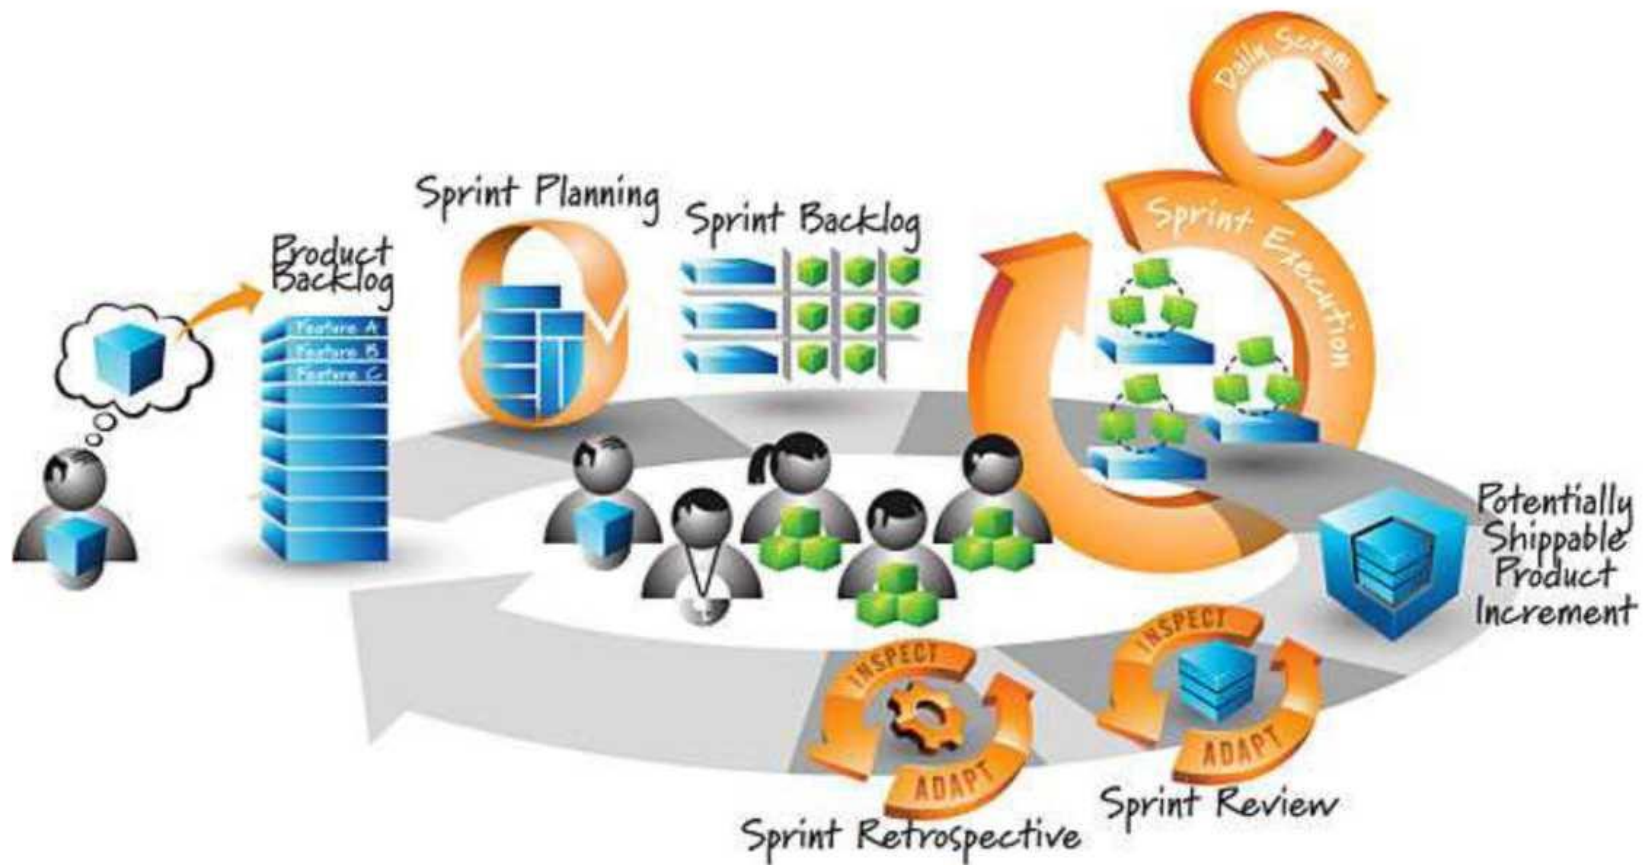 Daily Scrum
Sprint Planning
Sprint Backlog
Sprint Execution
Product
Backlog
Feature A
Feature B
Feature C
Potentially
Shippable
Product
Increment
INSPECT
ADAPT
Sprint Review
INSPECT
ADAPT
Sprint Retrospective